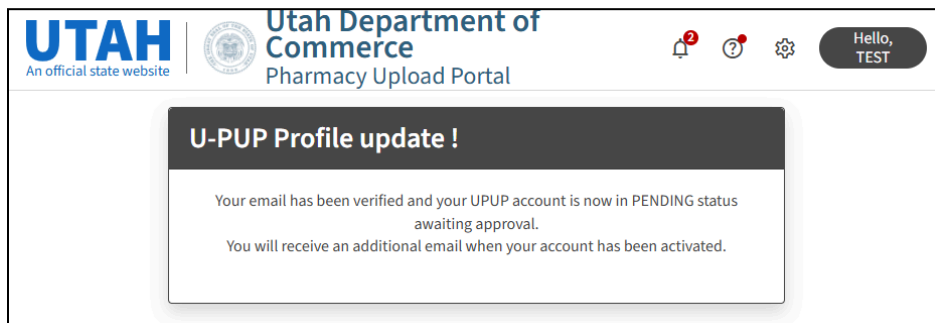 UTAH
An official state website
Utah Department of
Commerce
Pharmacy Upload Portal
2
Hello,
TEST
U-PUP Profile update !
Your email has been verified and your UPUP account is now in PENDING status
awaiting approval.
You will receive an additional email when your account has been activated.